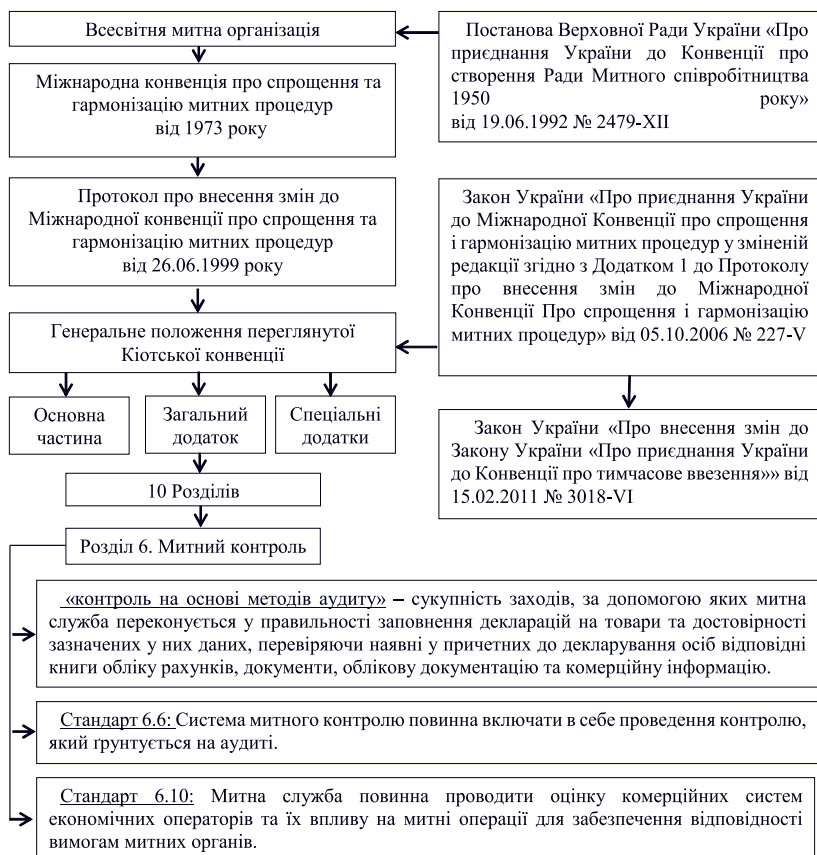 Всесвітня митна організація
Міжнародна конвенція про спрощення та
гармонізацію митних процедур
від 1973 року
Протокол про внесення змін до
Міжнародної конвенції про спрощення та
гармонізацію митних процедур
від 26.06.1999 року
Генеральне положення переглянутої
Кіотської конвенції
Основна
частина
Загальний
додаток
Спеціальні
додатки
10 Розділів
Розділ 6. Митний контроль
Постанова Верховної Ради України «Про
приєднання України до Конвенції про
створення Ради Митного співробітництва
1950 року»
від 19.06.1992 № 2479-XII
Закон України «Про приєднання України
до Міжнародної Конвенції про спрощення
і гармонізацію митних процедур у зміненій
редакції згідно з Додатком 1 до Протоколу
про внесення змін до Міжнародної
Конвенції Про спрощення і гармонізацію
митних процедур» від 05.10.2006 № 227-V
Закон України «Про внесення змін до
Закону України «Про приєднання України
до Конвенції про тимчасове ввезення»» від
15.02.2011 № 3018-VI
«контроль на основі методів аудиту» – сукупність заходів, за допомогою яких митна
служба переконується у правильності заповнення декларацій на товари та достовірності
зазначених у них даних, перевіряючи наявні у причетних до декларування осіб відповідні
книги обліку рахунків, документи, облікову документацію та комерційну інформацію.
Стандарт 6.6: Система митного контролю повинна включати в себе проведення контролю,
який ґрунтується на аудиті.
Стандарт 6.10: Митна служба повинна проводити оцінку комерційних систем
економічних операторів та їх впливу на митні операції для забезпечення відповідності
вимогам митних органів.